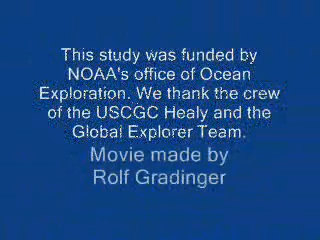 This study was funded by
NOAA's office of Ocean
Exploration. We thank the crew
of the USCGC Healy and the
Global Explorer Team.
Movie made by
Rolf Gradinger